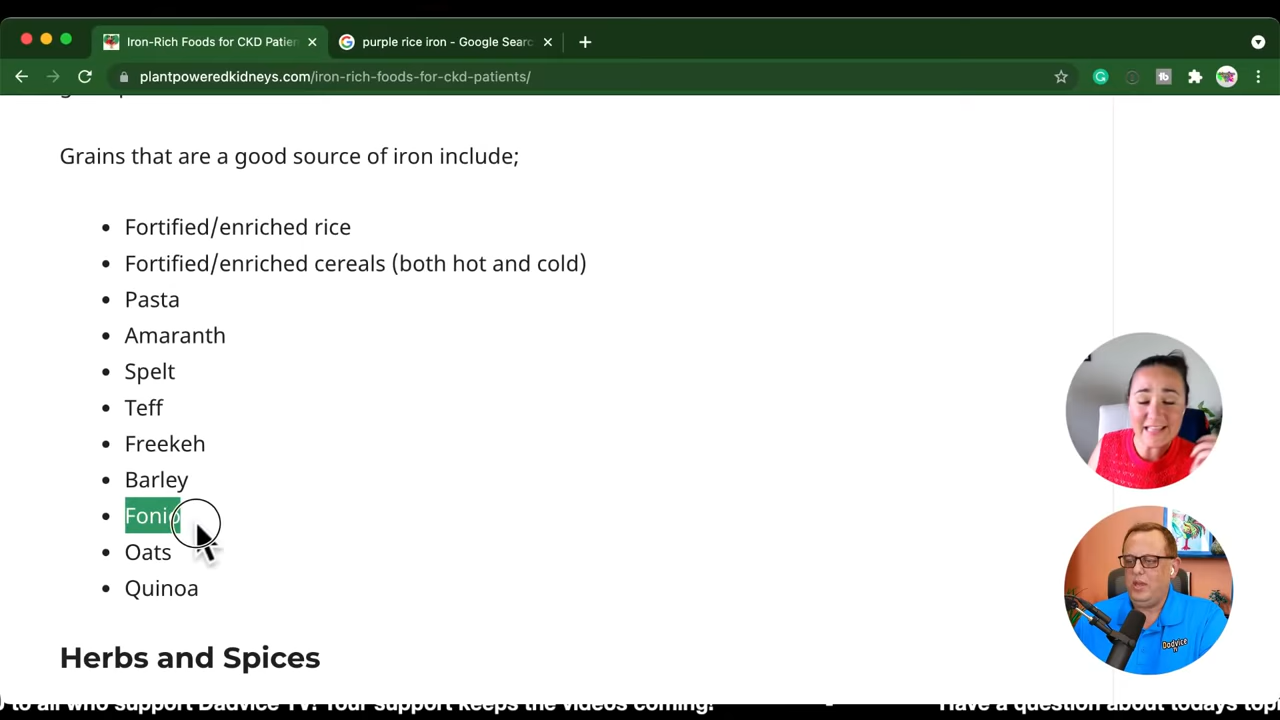 Iron-Rich Foods for CKD Patien
purple rice iron - Google Searc
plantpoweredkidneys.com/iron-rich-foods-for-ckd-patients/
Grains that are a good source of iron include;
Fortified/enriched rice
Fortified/enriched cereals (both hot and cold)
Pasta
Amaranth
Spelt
Teff
Freekeh
Barley
Fonio
Oats
Quinoa
Herbs and Spices
Dadvice
to all who support Dadvice TV! Your support keeps the videos coming! - Have a question about todays top